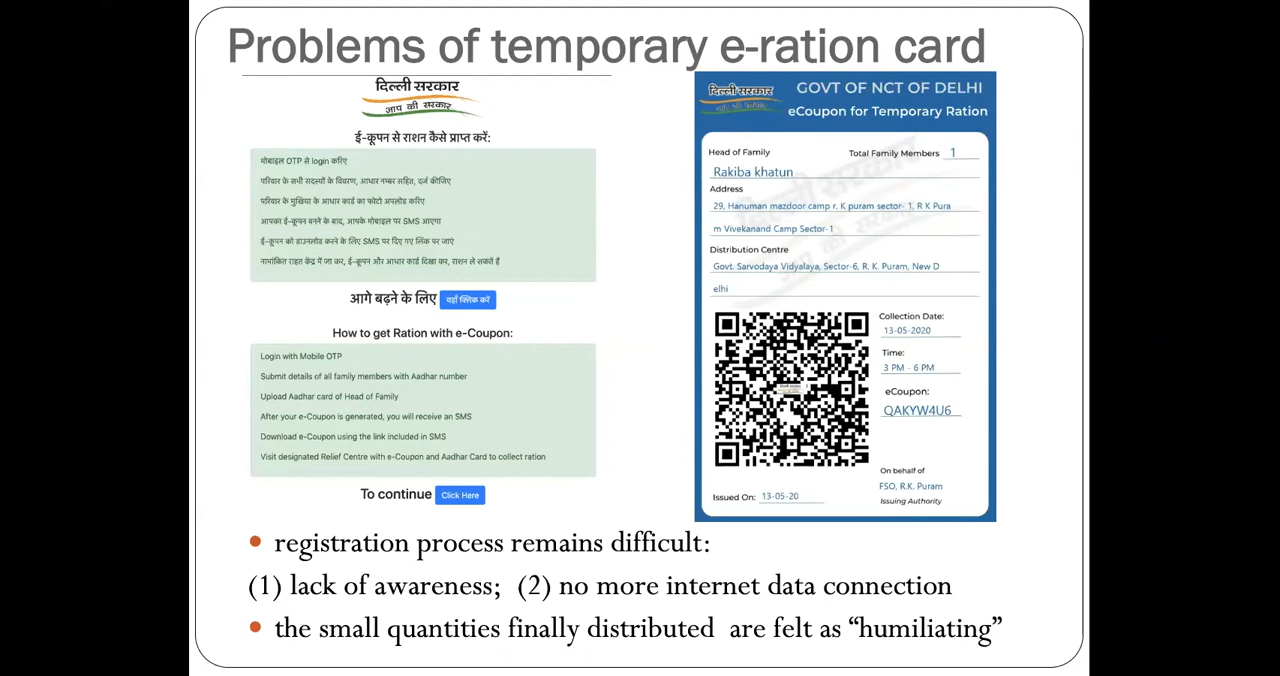 Problems of temporary e-ration card
दिल्ली सरकार
आप की सरकार
ई-कूपन से राशन कैसे प्राप्त करें:
मोबाइल OTP से login करिए
परिवार के सभी सदस्यों के विवरण, आधार नम्बर सहित, दर्ज कीजिए
परिवार के मुखिया के आधार कार्ड का फोटो अपलोड करिए
आपका ई-कूपन बनने के बाद, आपके मोबाइल पर SMS आएगा
ई-कूपन को डाउनलोड करने के लिए SMS पर दिए गए लिंक पर जाएं
नामांकित राहत केंद्र में जा कर, ई-कूपन और आधार कार्ड दिखा कर, राशन ले सकतें हैं
आगे बढ़ने के लिए यहाँ क्लिक करें
How to get Ration with e-Coupon:
Login with Mobile OTP
Submit details of all family members with Aadhar number
Upload Aadhar card of Head of Family
After your e-Coupon is generated, you will receive an SMS
Download e-Coupon using the link included in SMS
Visit designated Relief Centre with e-Coupon and Aadhar Card to collect ration
To continue Click Here
दिल्ली सरकार
आप की सरकार
GOVT OF NCT OF DELHI
eCoupon for Temporary Ration
Head of Family
Total Family Members 1
Rakiba khatun
Address
29, Hanuman mazdoor camp r. K puram sector- 1, R K Pura
m Vivekanand Camp Sector-1
Distribution Centre
Govt. Sarvodaya Vidyalaya, Sector-6, R. K. Puram, New D
elhi
दिल्ली सरकार
आप की सरकार
Collection Date:
13-05-2020
Time:
3 PM - 6 PM
eCoupon:
QAKYW4U6
On behalf of
FSO, R.K. Puram
Issuing Authority
Issued On: 13-05-20
• registration process remains difficult:
(1) lack of awareness; (2) no more internet data connection
• the small quantities finally distributed are felt as “humiliating”